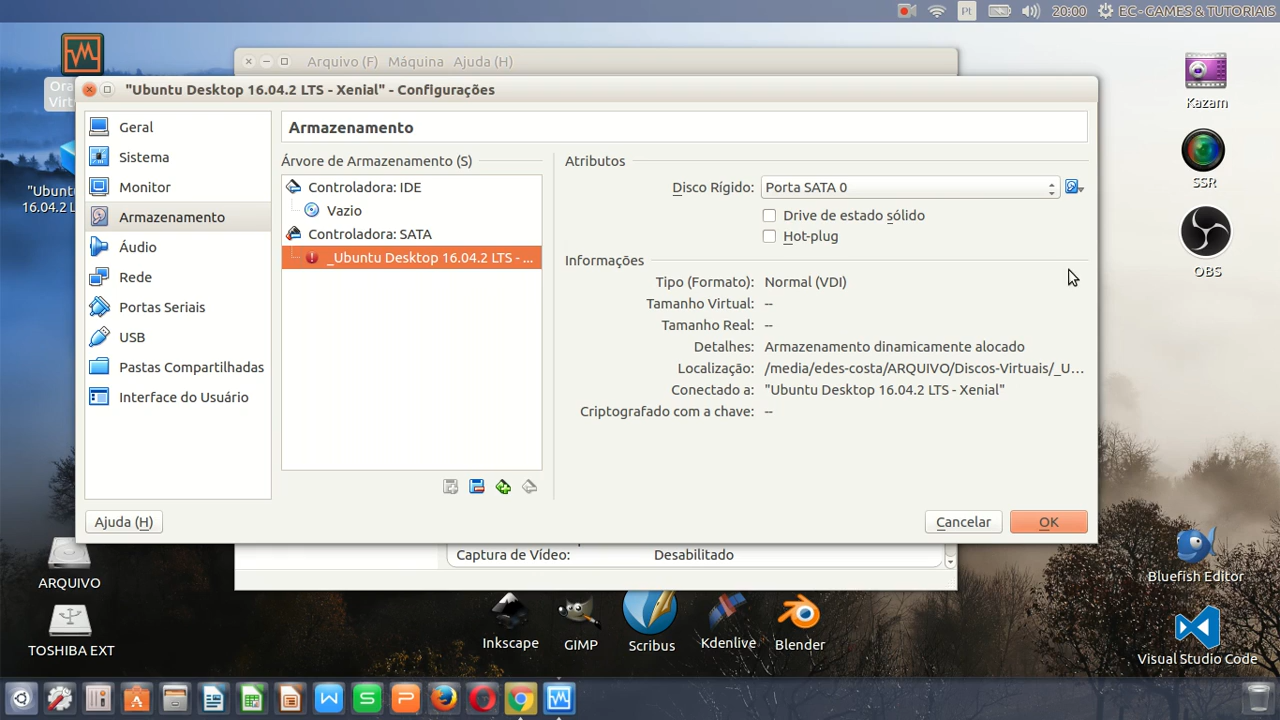 Pt
20:00
EC-GAMES & TUTORIAIS
Arquivo (F) Máquina Ajuda (H)
"Ubuntu Desktop 16.04.2 LTS - Xenial" - Configurações
Kazam
SSR
OBS
"Ubun
16.04.2 L
Geral
Sistema
Monitor
Armazenamento
Áudio
Rede
Portas Seriais
USB
Pastas Compartilhadas
Interface do Usuário
Armazenamento
Árvore de Armazenamento (S)
Controladora: IDE
Vazio
Controladora: SATA
_Ubuntu Desktop 16.04.2 LTS - ...
Atributos
Disco Rígido: Porta SATA 0
Drive de estado sólido
Hot-plug
Informações
Tipo (Formato): Normal (VDI)
Tamanho Virtual: --
Tamanho Real: --
Detalhes: Armazenamento dinamicamente alocado
Localização: /media/edes-costa/ARQUIVO/Discos-Virtuais/_U...
Conectado a: "Ubuntu Desktop 16.04.2 LTS - Xenial"
Criptografado com a chave: --
Ajuda (H)
Cancelar
OK
Captura de Vídeo: Desabilitado
ARQUIVO
TOSHIBA EXT
Inkscape
GIMP
Scribus
Kdenlive
Blender
Bluefish Editor
Visual Studio Code